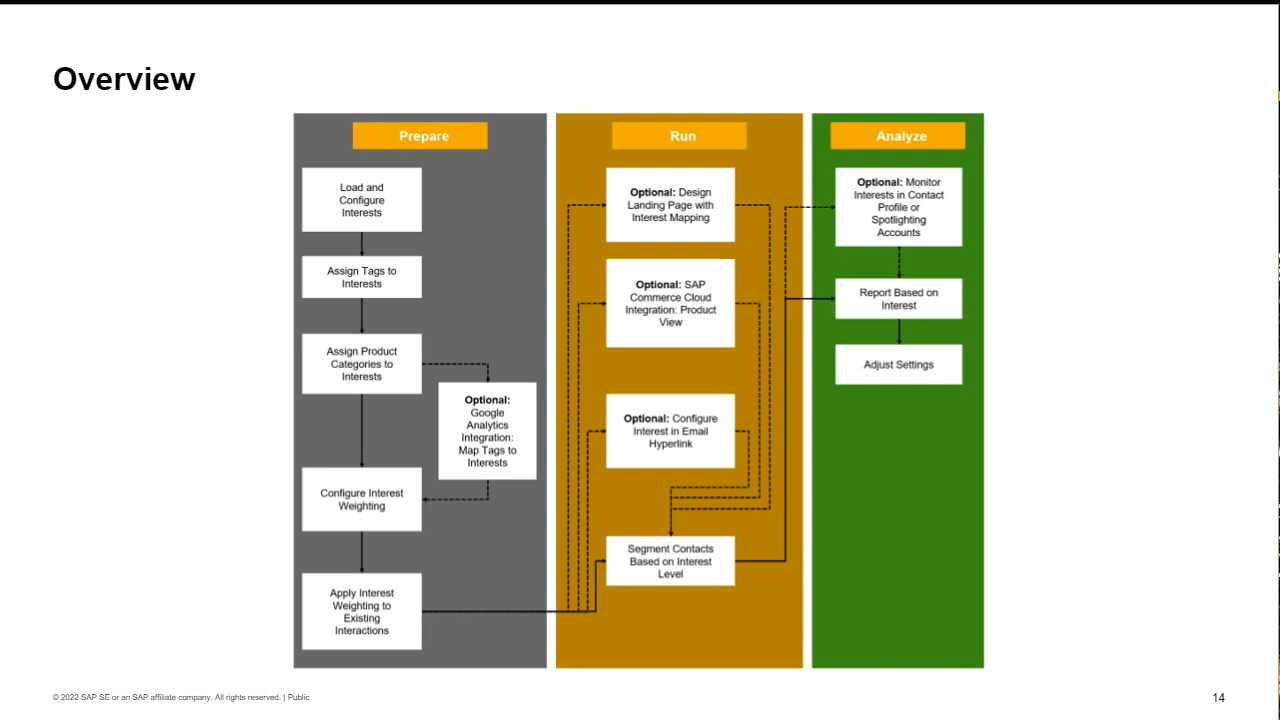 Overview
Prepare
Load and
Configure
Interests
Assign Tags to
Interests
Assign Product
Categories to
Interests
Optional:
Google
Analytics
Integration:
Map Tags to
Interests
Configure Interest
Weighting
Apply Interest
Weighting to
Existing
Interactions
Run
Optional: Design
Landing Page with
Interest Mapping
Optional: SAP
Commerce Cloud
Integration: Product
View
Optional: Configure
Interest in Email
Hyperlink
Segment Contacts
Based on Interest
Level
Analyze
Optional: Monitor
Interests in Contact
Profile or
Spotlighting
Accounts
Report Based on
Interest
Adjust Settings
© 2022 SAP SE or an SAP affiliate company. All rights reserved. | Public
14